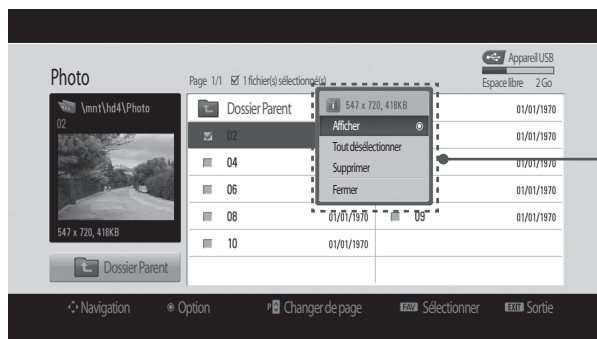 Appareil USB
Photo
Page 1/1 1 fichier(s) sélectionné(s)
Espace libre 2 Go
\mnt\hd4\Photo
02
547 x 720, 418KB
Dossier Parent
Dossier Parent
02
04
06
08 01/01/1970
10 01/01/1970
547 x 720, 418KB
Afficher
Tout désélectionner
Supprimer
Fermer
01/01/1970
01/01/1970
01/01/1970
09 01/01/1970
Navigation Option P Changer de page FAV Sélectionner EXIT Sortie